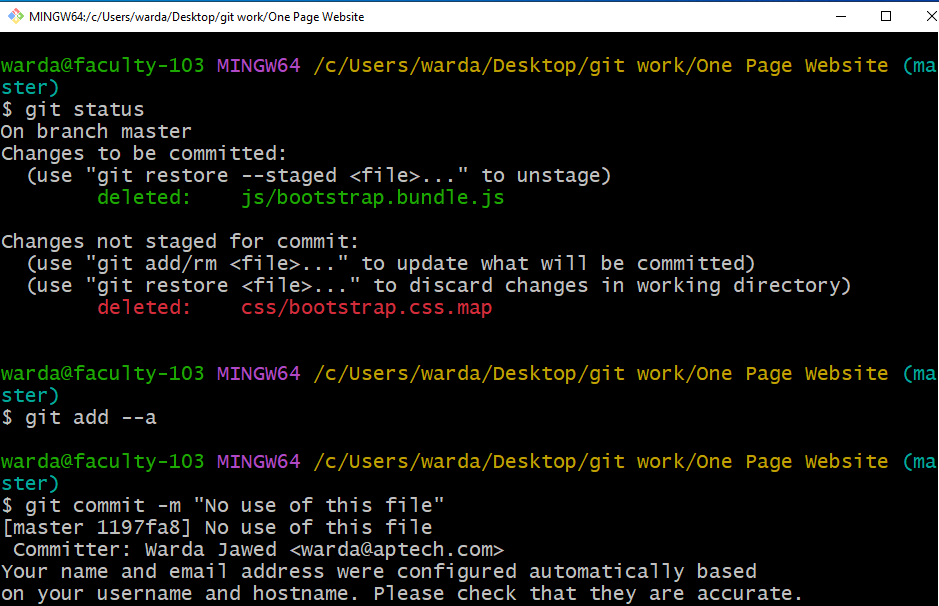 MINGW64:/c/Users/warda/Desktop/git work/One Page Website
warda@faculty-103 MINGW64 /c/Users/warda/Desktop/git work/One Page Website (ma
ster)
$ git status
On branch master
Changes to be committed:
  (use "git restore --staged <file>..." to unstage)
        deleted:    js/bootstrap.bundle.js
Changes not staged for commit:
  (use "git add/rm <file>..." to update what will be committed)
  (use "git restore <file>..." to discard changes in working directory)
        deleted:    css/bootstrap.css.map
warda@faculty-103 MINGW64 /c/Users/warda/Desktop/git work/One Page Website (ma
ster)
$ git add --a
warda@faculty-103 MINGW64 /c/Users/warda/Desktop/git work/One Page Website (ma
ster)
$ git commit -m "No use of this file"
[master 1197fa8] No use of this file
 Committer: Warda Jawed <warda@aptech.com>
Your name and email address were configured automatically based
on your username and hostname. Please check that they are accurate.